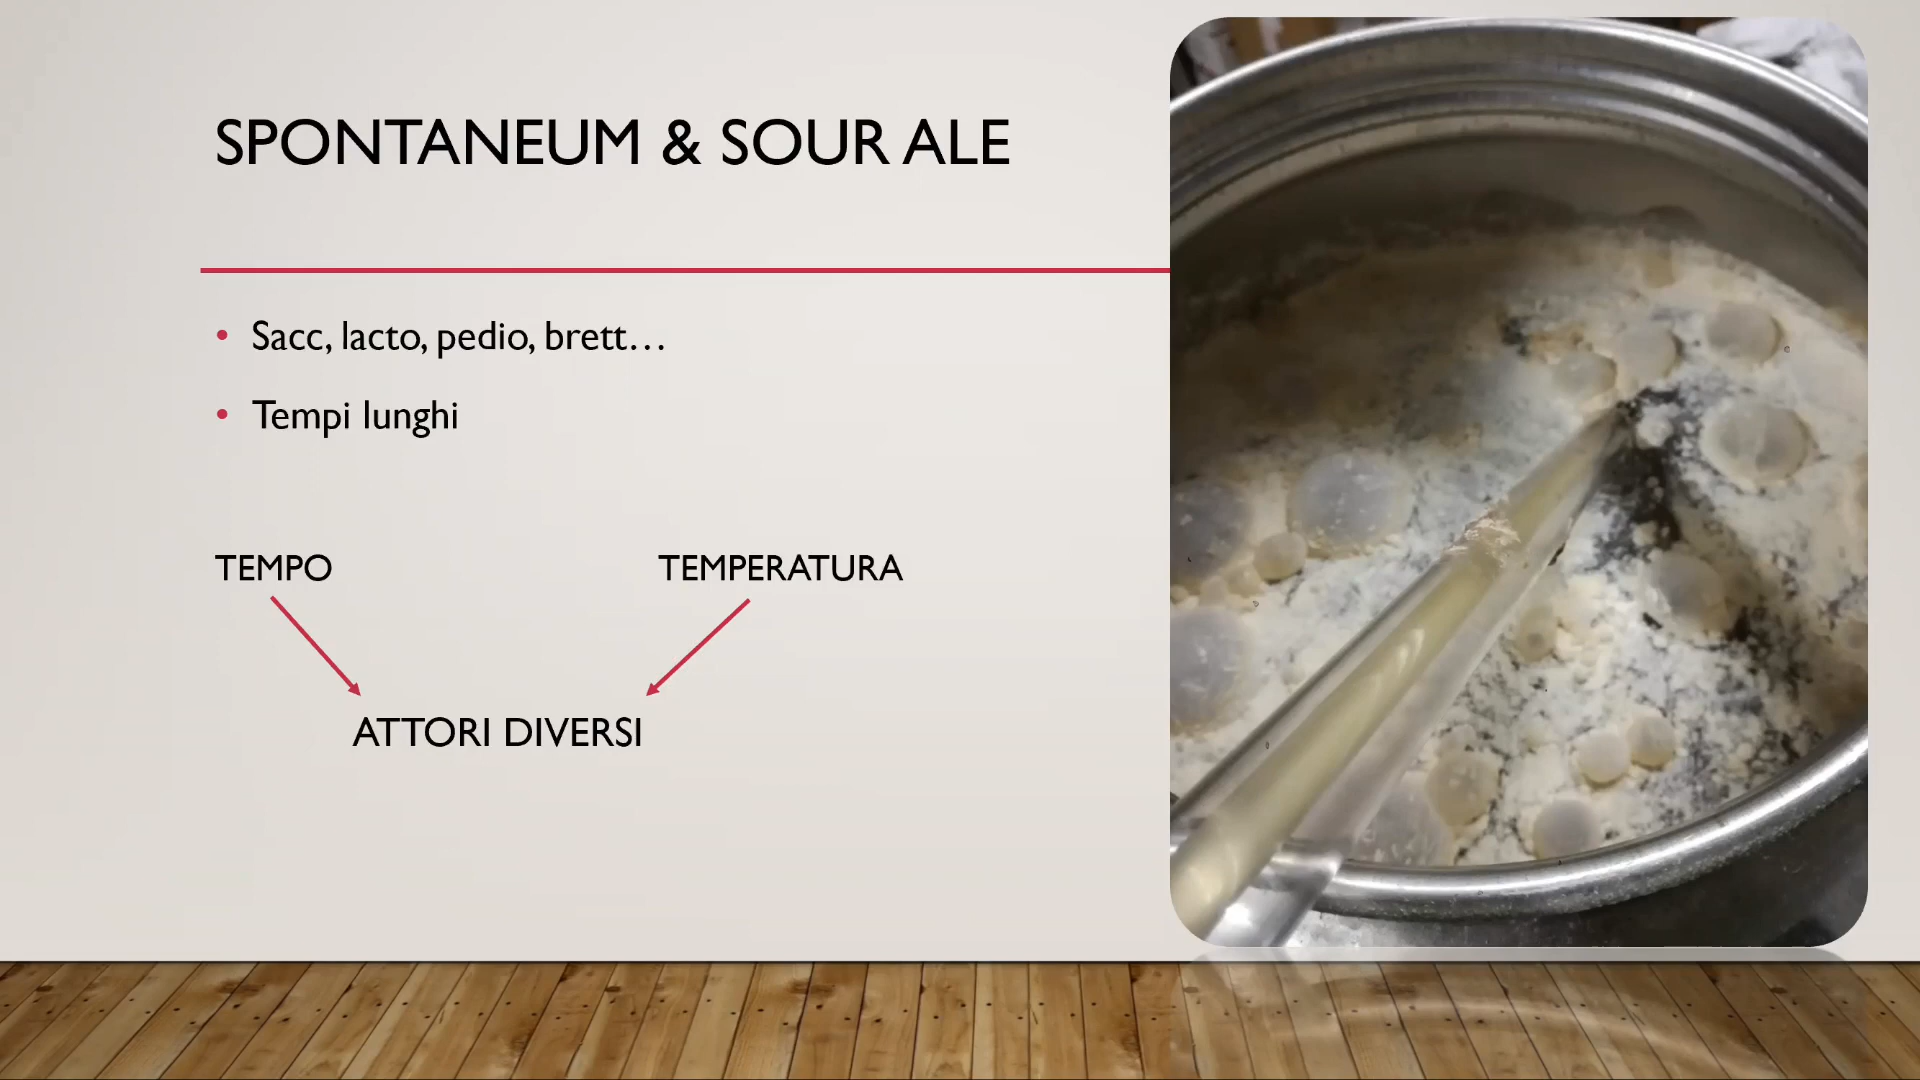 SPONTANEUM & SOUR ALE
• Sacc, lacto, pedio, brett…
• Tempi lunghi
TEMPO TEMPERATURA
ATTORI DIVERSI